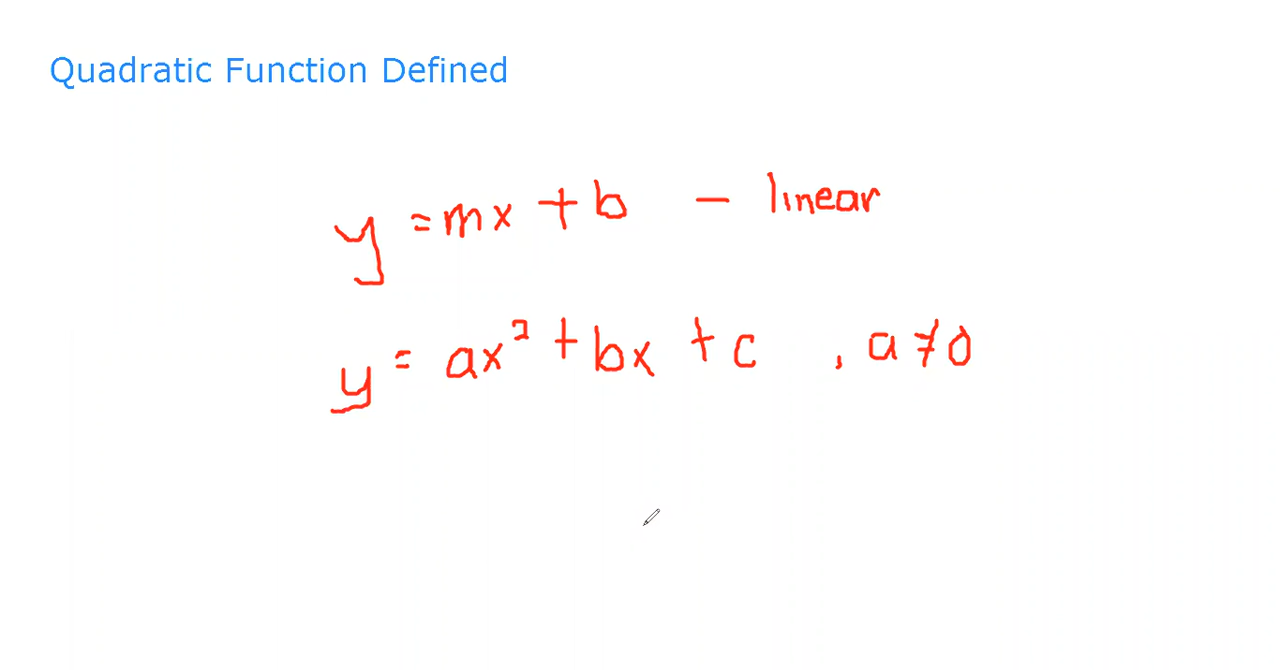 Quadratic Function Defined
y = mx + b - linear
y = ax² + bx + c , a ≠ 0